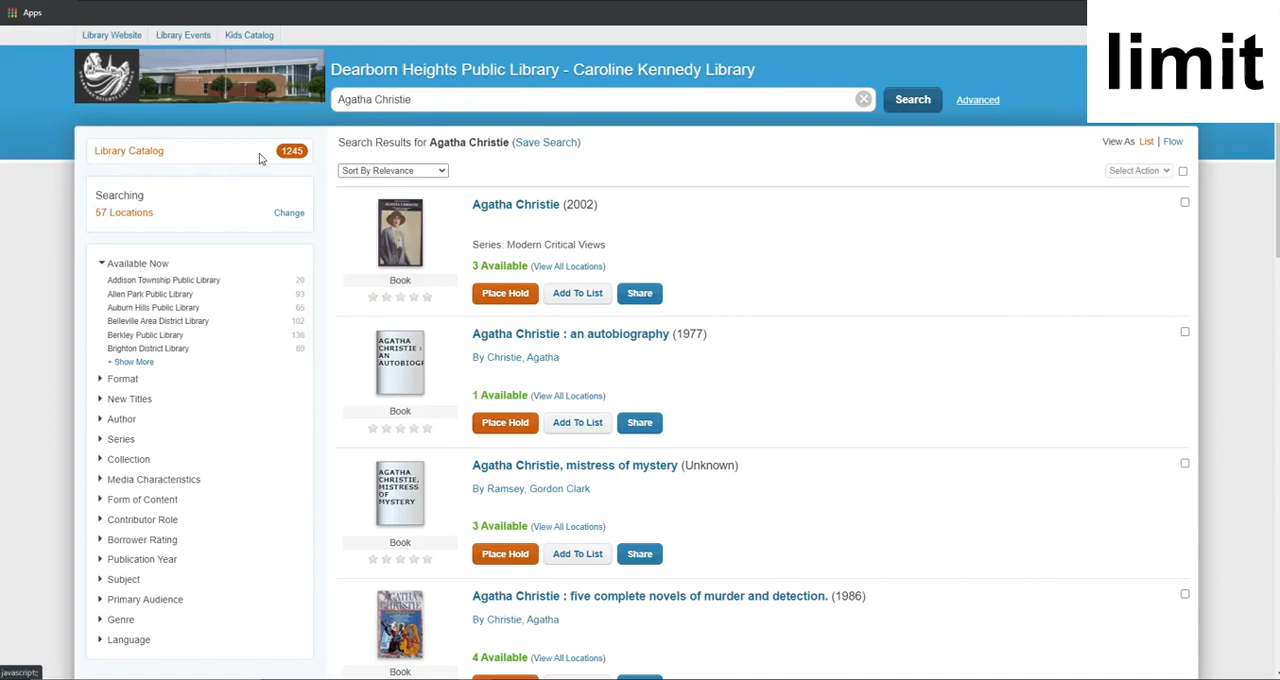 Apps
limit
Library Website Library Events Kids Catalog
Dearborn Heights Public Library - Caroline Kennedy Library
Agatha Christie
Search
Advanced
Library Catalog 1245
Searching
57 Locations Change
Available Now
Addison Township Public Library 20
Allen Park Public Library 93
Auburn Hills Public Library 65
Belleville Area District Library 102
Berkley Public Library 136
Brighton District Library 80
+ Show More
Format
New Titles
Author
Series
Collection
Media Characteristics
Form of Content
Contributor Role
Borrower Rating
Publication Year
Subject
Primary Audience
Genre
Language
Search Results for Agatha Christie (Save Search)
View As List | Flow
Sort By Relevance
Select Action
Agatha Christie (2002)
Series: Modern Critical Views
3 Available (View All Locations)
Book
Place Hold Add To List Share
AGATHA
CHRISTIE :
AN
AUTOBIOGR
Agatha Christie : an autobiography (1977)
By Christie, Agatha
1 Available (View All Locations)
Book
Place Hold Add To List Share
AGATHA
CHRISTIE,
MISTRESS
OF
MYSTERY
Agatha Christie, mistress of mystery (Unknown)
By Ramsey, Gordon Clark
3 Available (View All Locations)
Book
Place Hold Add To List Share
AGATHA
CHRISTIE
Agatha Christie : five complete novels of murder and detection. (1986)
By Christie, Agatha
4 Available (View All Locations)
Book
javascript:;